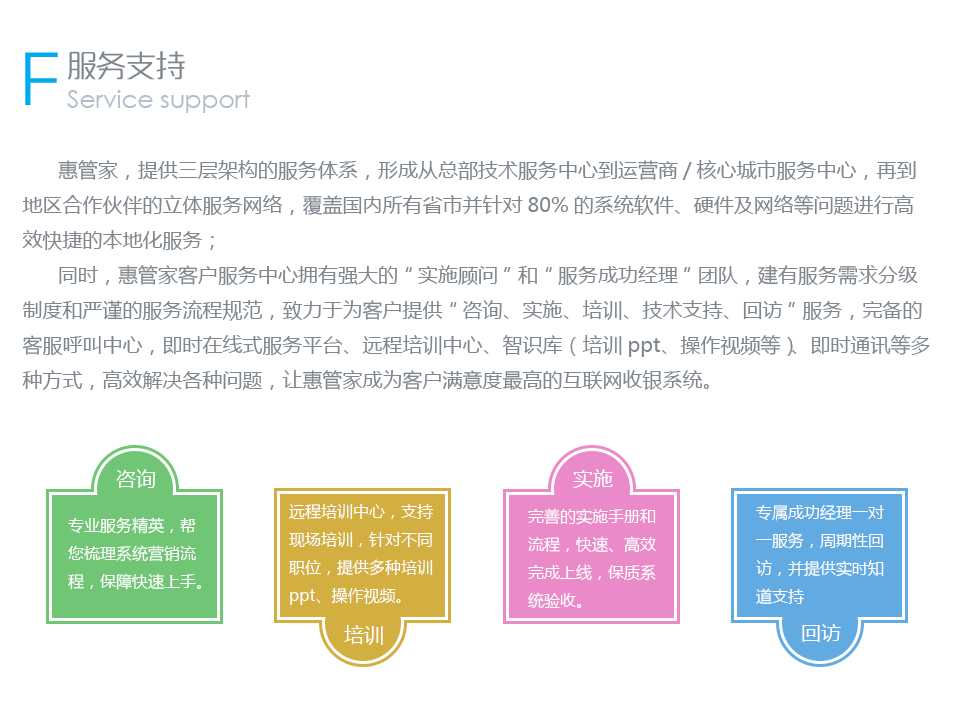 F 服务支持
Service support
惠管家，提供三层架构的服务体系，形成从总部技术服务中心到运营商 / 核心城市服务中心，再到
地区合作伙伴的立体服务网络，覆盖国内所有省市并针对 80% 的系统软件、硬件及网络等问题进行高
效快捷的本地化服务；
同时，惠管家客户服务中心拥有强大的 " 实施顾问 " 和 " 服务成功经理 " 团队，建有服务需求分级
制度和严谨的服务流程规范，致力于为客户提供 " 咨询、实施、培训、技术支持、回访 " 服务，完备的
客服呼叫中心，即时在线式服务平台、远程培训中心、智识库（培训 ppt、操作视频等）、即时通讯等多
种方式，高效解决各种问题，让惠管家成为客户满意度最高的互联网收银系统。
咨询
专业服务精英，帮
您梳理系统营销流
程，保障快速上手。
远程培训中心，支持
现场培训，针对不同
职位，提供多种培训
ppt、操作视频。
培训
实施
完善的实施手册和
流程，快速、高效
完成上线，保质系
统验收。
专属成功经理一对
一服务，周期性回
访，并提供实时知
道支持
回访